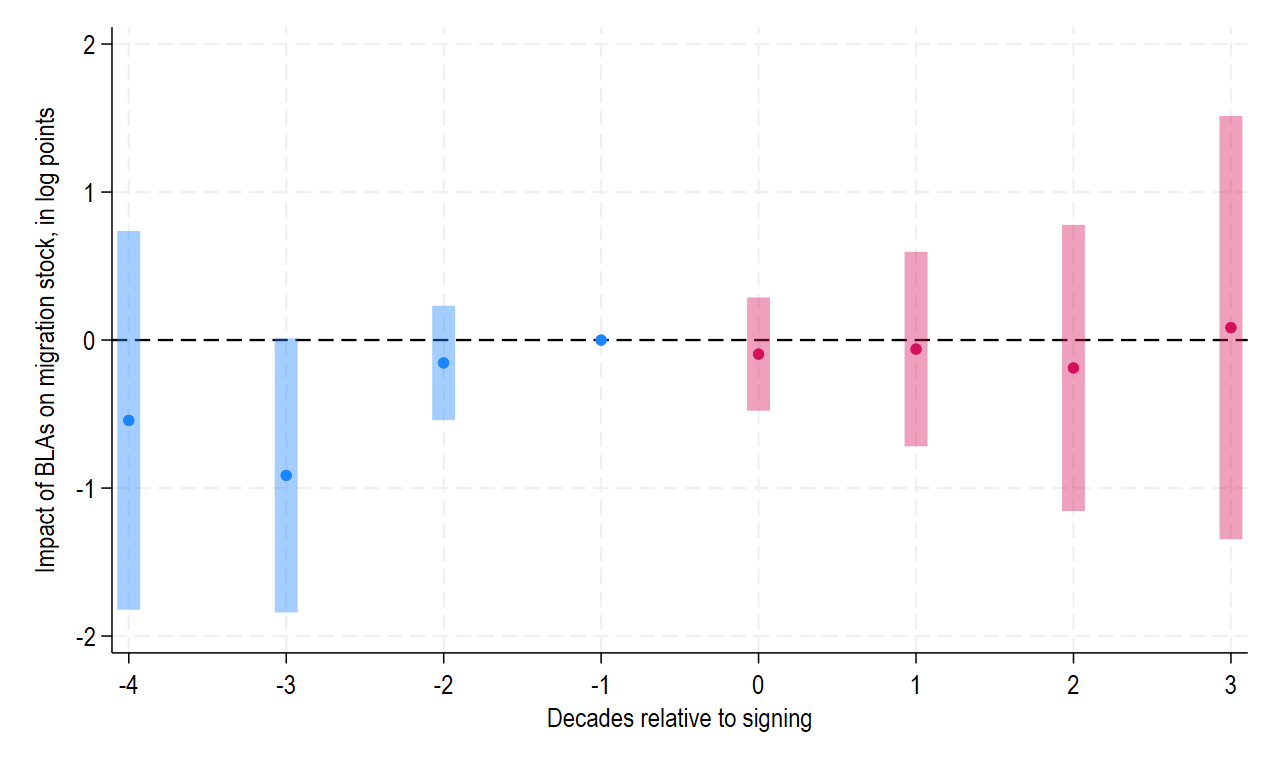 Impact of BLAs on migration stock, in log points
2
1
0
-1
-2
-4 -3 -2 -1 0 1 2 3
Decades relative to signing